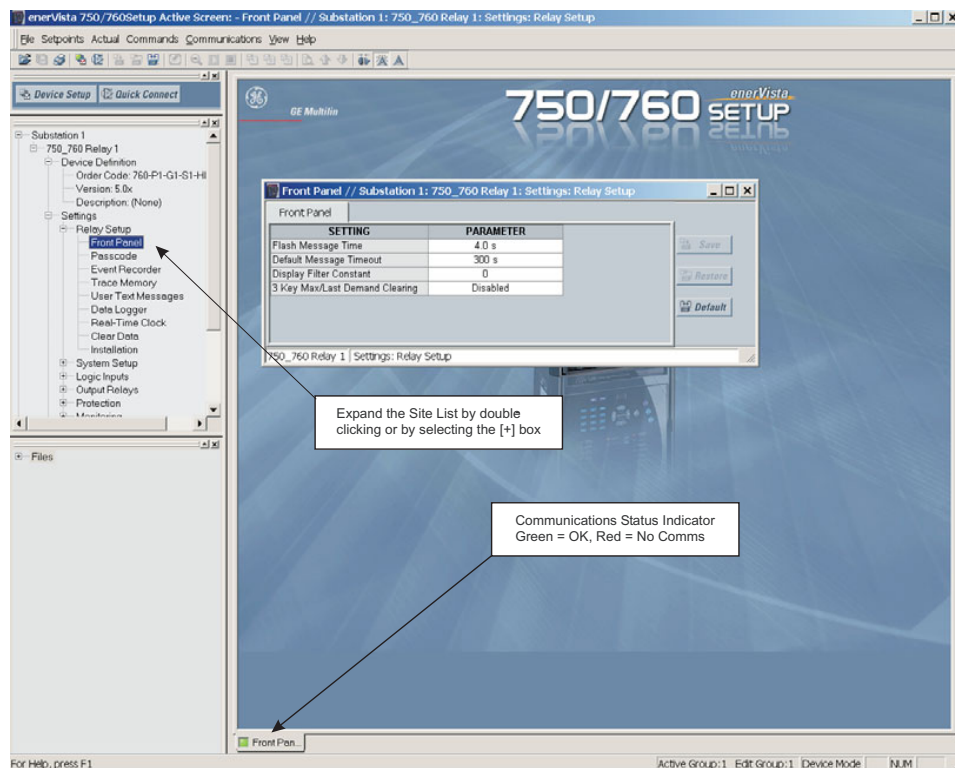 enerVista 750/760Setup Active Screen: - Front Panel // Substation 1: 750_760 Relay 1: Settings: Relay Setup
File Setpoints Actual Commands Communications View Help
Device Setup Quick Connect
Substation 1
750_760 Relay 1
Device Definition
Order Code: 760-P1-G1-S1-HI
Version: 5.0x
Description: (None)
Settings
Relay Setup
Front Panel
Passcode
Event Recorder
Trace Memory
User Text Messages
Data Logger
Real-Time Clock
Clear Data
Installation
System Setup
Logic Inputs
Output Relays
Protection
Monitoring
Files
GE Multilin
750/760 enerVista
SETUP
Front Panel // Substation 1: 750_760 Relay 1: Settings: Relay Setup
Front Panel
SETTING PARAMETER
Flash Message Time 4.0 s
Default Message Timeout 300 s
Display Filter Constant 0
3 Key Max/Last Demand Clearing Disabled
Save
Restore
Default
750_760 Relay 1 Settings: Relay Setup
Expand the Site List by double-
clicking or by selecting the [+] box
Communications Status Indicator
Green = OK, Red = No Comms
Front Pan...
For Help, press F1
Active Group:1 Edit Group:1 Device Mode NUM